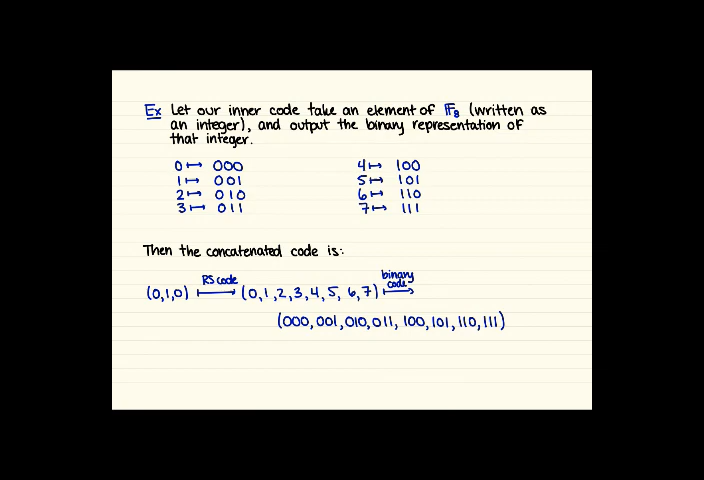 Ex Let our inner code take an element of 𝔽₈ (written as
an integer), and output the binary representation of
that integer.
0 ↦ 000 4 ↦ 100
1 ↦ 001 5 ↦ 101
2 ↦ 010 6 ↦ 110
3 ↦ 011 7 ↦ 111
Then the concatenated code is:
(0,1,0) RS code ⟼ (0,1,2,3,4,5,6,7) binary code ⟼
(000,001,010,011,100,101,110,111)